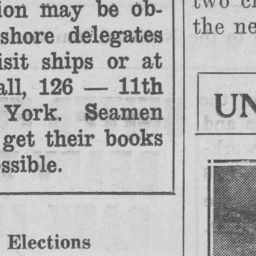 ion may be ob-
shore delegates
isit ships or at
all, 126 — 11th
York. Seamen
get their books
ssible.
Elections
two c
the ne
UN